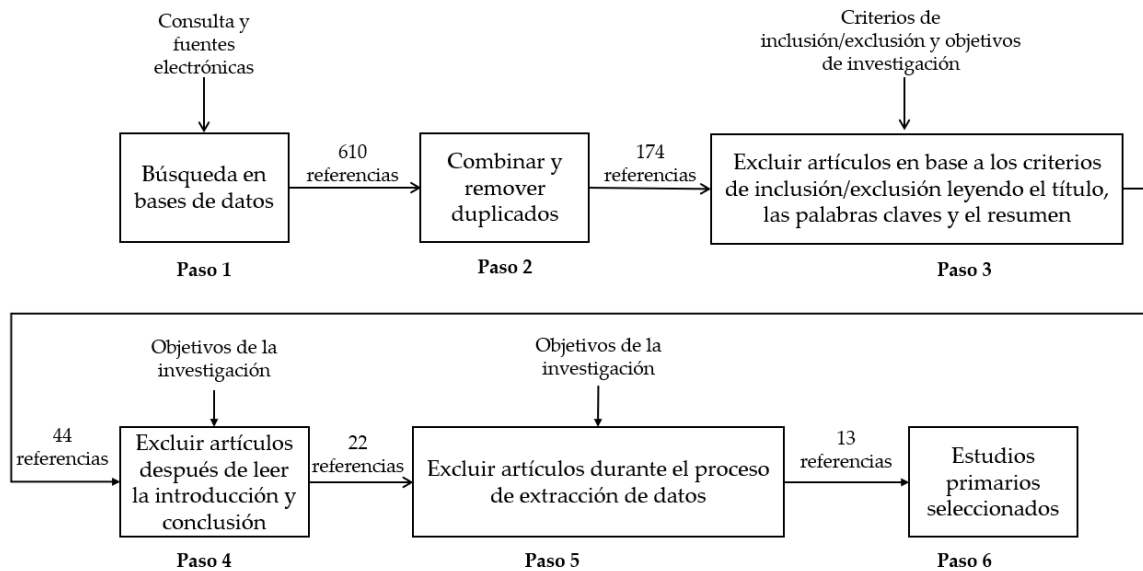 Consulta y
fuentes
electrónicas
Criterios de
inclusión/exclusión y objetivos
de investigación
Búsqueda en
bases de datos
610
referencias
Combinar y
remover
duplicados
174
referencias
Excluir artículos en base a los criterios
de inclusión/exclusión leyendo el título,
las palabras claves y el resumen
Paso 1
Paso 2
Paso 3
Objetivos de la
investigación
Objetivos de la
investigación
44
referencias
Excluir artículos
después de leer
la introducción y
conclusión
22
referencias
Excluir artículos durante el proceso
de extracción de datos
13
referencias
Estudios
primarios
seleccionados
Paso 4
Paso 5
Paso 6